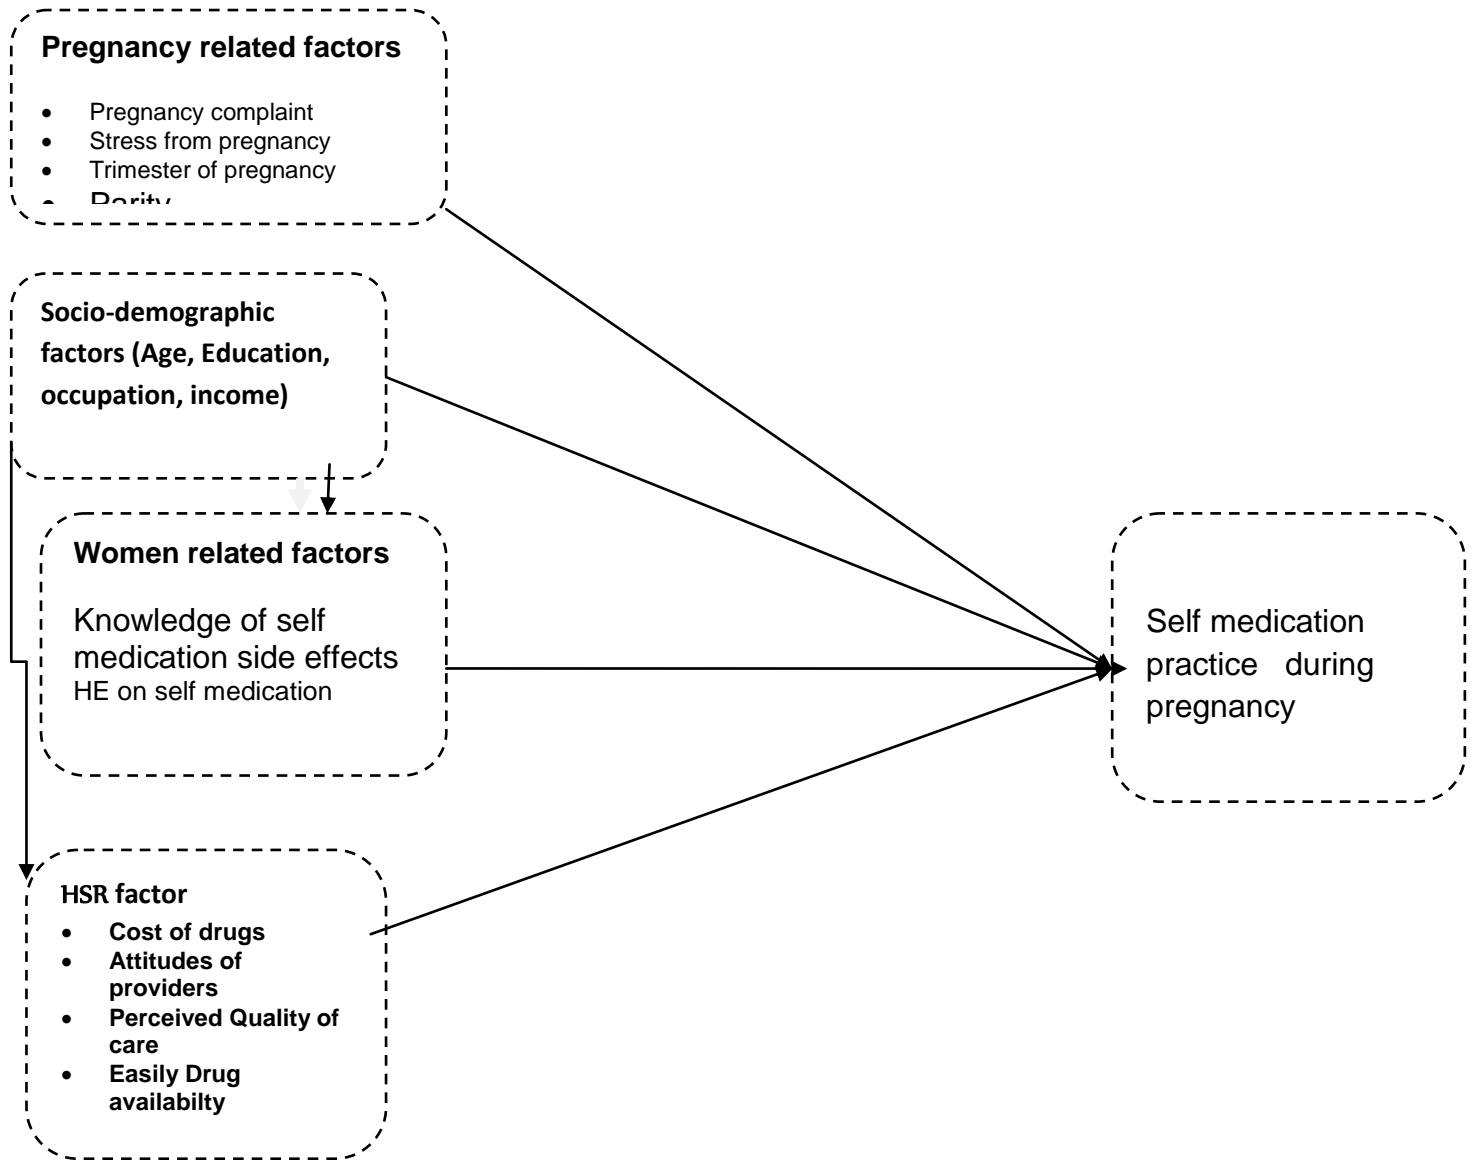 Pregnancy related factors
• Pregnancy complaint
• Stress from pregnancy
• Trimester of pregnancy
• Parity
Socio-demographic
factors (Age, Education,
occupation, income)
Women related factors
Knowledge of self
medication side effects
HE on self medication
Self medication
practice during
pregnancy
HSR factor
• Cost of drugs
• Attitudes of
providers
• Perceived Quality of
care
• Easily Drug
availabilty